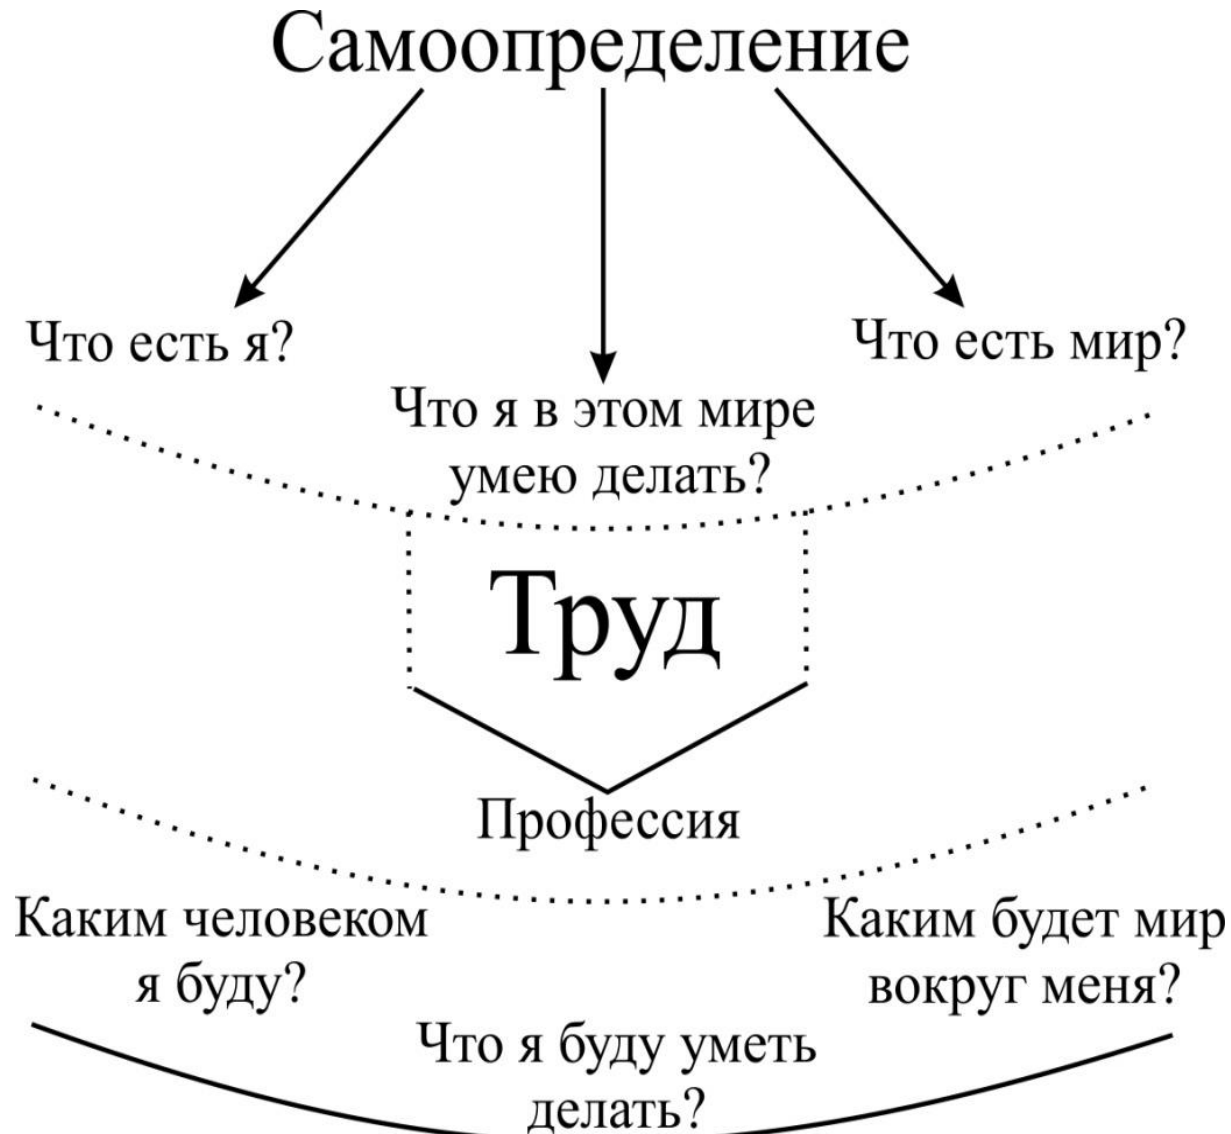 Самоопределение
Что есть я?
Что есть мир?
Что я в этом мире
умею делать?
Труд
Профессия
Каким человеком
я буду?
Каким будет мир
вокруг меня?
Что я буду уметь
делать?